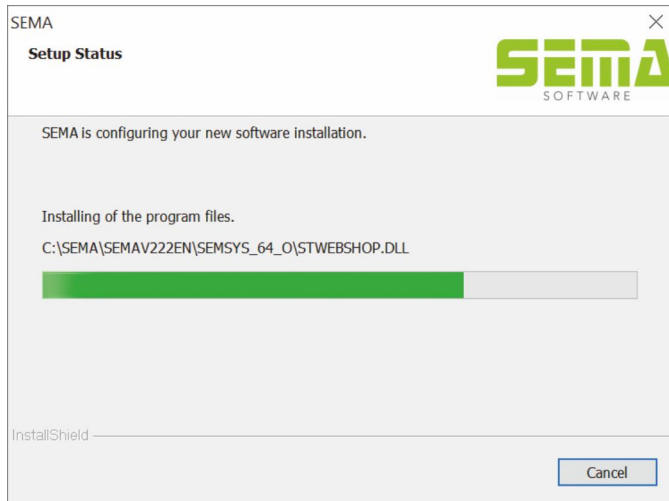 SEMA
Setup Status
SEMA
SOFTWARE
SEMA is configuring your new software installation.
Installing of the program files.
C:\SEMA\SEMAV222EN\SEMSYS_64_O\STWEBSHOP.DLL
InstallShield
Cancel